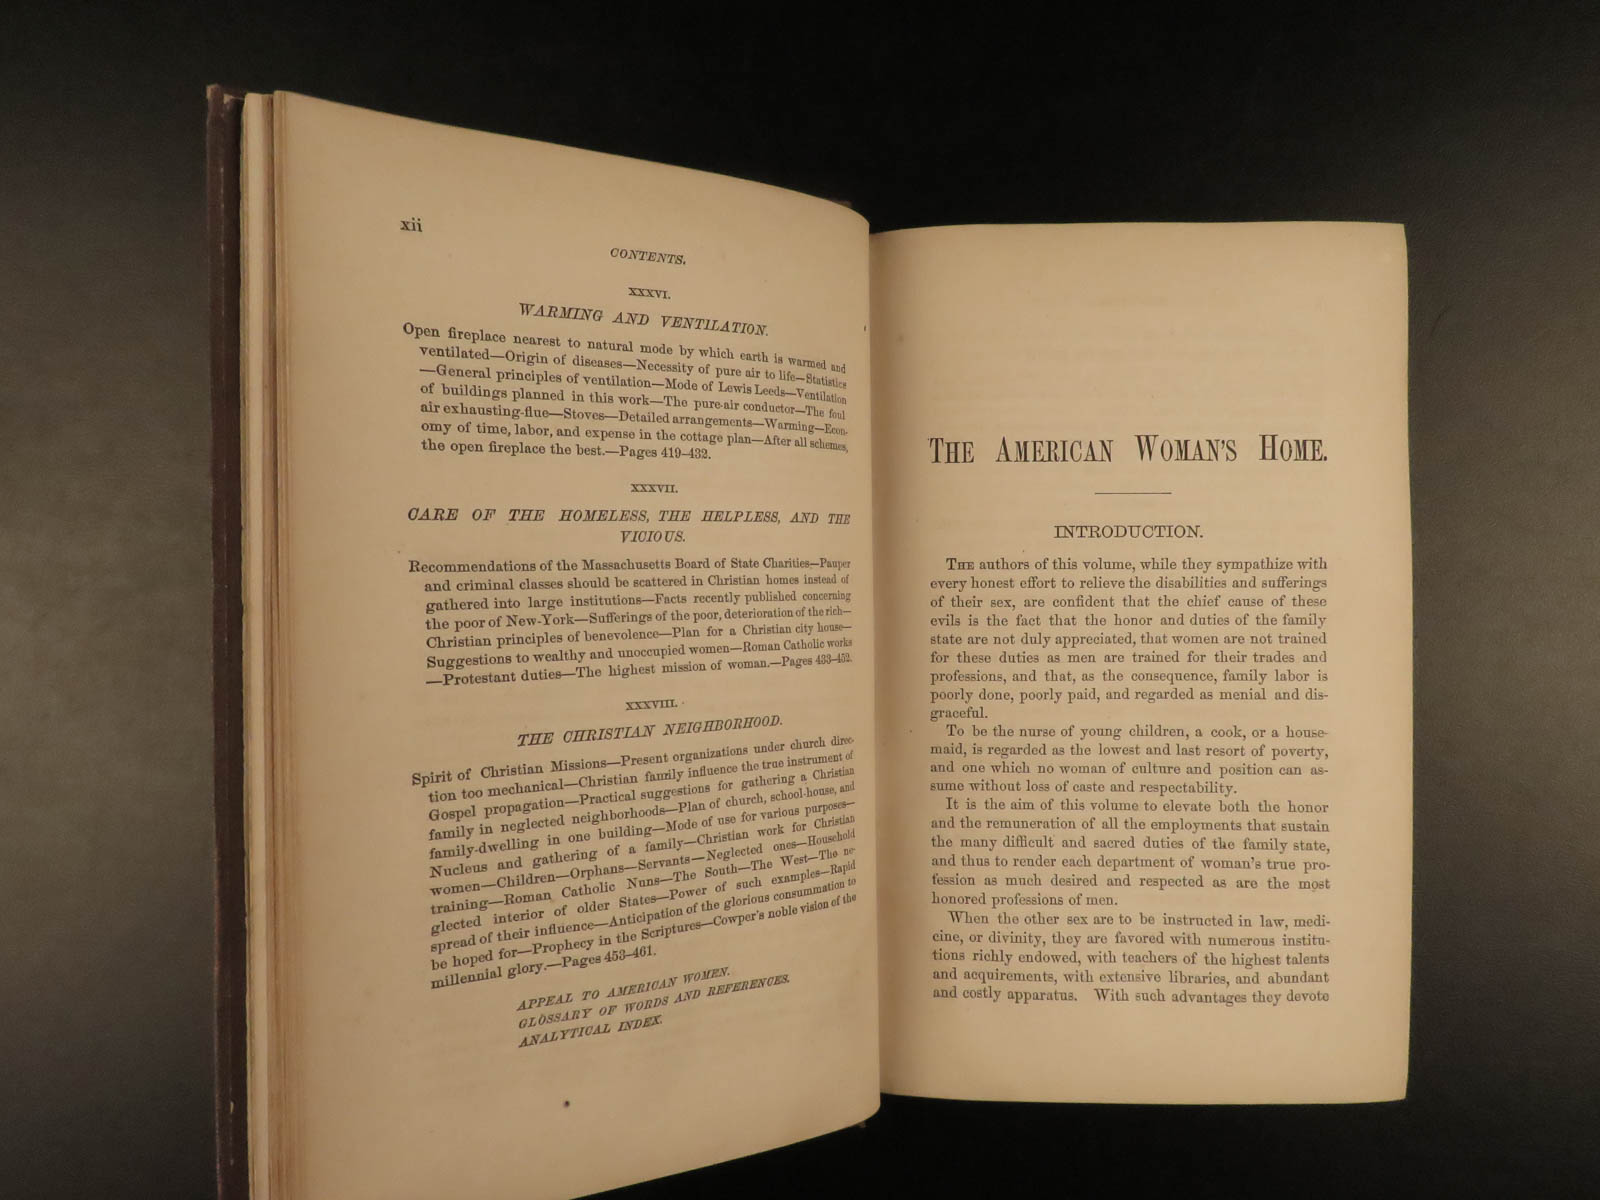 xii
CONTENTS.
XXXVI.
WARMING AND VENTILATION.
Open fireplace nearest to natural mode by which earth is warmed and
ventilated—Origin of diseases—Necessity of pure air to life—Statistics
—General principles of ventilation—Mode of Lewis Leeds—Ventilation
of buildings planned in this work—The pure-air conductor—The foul
air exhausting-flue—Stoves—Detailed arrangements—Warming—Econ-
omy of time, labor, and expense in the cottage plan—After all schemes,
the open fireplace the best.—Pages 419-432.
XXXVII.
CARE OF THE HOMELESS, THE HELPLESS, AND THE
VICIOUS.
Recommendations of the Massachusetts Board of State Charities—Pauper
and criminal classes should be scattered in Christian homes instead of
gathered into large institutions—Facts recently published concerning
the poor of New-York—Sufferings of the poor, deterioration of the rich—
Christian principles of benevolence—Plan for a Christian city house—
Suggestions to wealthy and unoccupied women—Roman Catholic works
—Protestant duties—The highest mission of woman.—Pages 433-452.
XXXVIII.
THE CHRISTIAN NEIGHBORHOOD.
Spirit of Christian Missions—Present organizations under church direc-
tion too mechanical—Christian family influence the true instrument of
Gospel propagation—Practical suggestions for gathering a Christian
family in neglected neighborhoods—Plan of church, school-house, and
family-dwelling in one building—Mode of use for various purposes—
Nucleus and gathering of a family—Christian work for Christian
women—Children—Orphans—Servants—Neglected ones—Household
training—Roman Catholic Nuns—The South—The West—The ne-
glected interior of older States—Power of such examples—Rapid
spread of their influence—Anticipation of the glorious consummation to
be hoped for—Prophecy in the Scriptures—Cowper's noble vision of the
millennial glory.—Pages 453-461.
APPEAL TO AMERICAN WOMEN.
GLOSSARY OF WORDS AND REFERENCES.
ANALYTICAL INDEX.
THE AMERICAN WOMAN'S HOME.
INTRODUCTION.
THE authors of this volume, while they sympathize with
every honest effort to relieve the disabilities and sufferings
of their sex, are confident that the chief cause of these
evils is the fact that the honor and duties of the family
state are not duly appreciated, that women are not trained
for these duties as men are trained for their trades and
professions, and that, as the consequence, family labor is
poorly done, poorly paid, and regarded as menial and dis-
graceful.
To be the nurse of young children, a cook, or a house-
maid, is regarded as the lowest and last resort of poverty,
and one which no woman of culture and position can as-
sume without loss of caste and respectability.
It is the aim of this volume to elevate both the honor
and the remuneration of all the employments that sustain
the many difficult and sacred duties of the family state,
and thus to render each department of woman's true pro-
fession as much desired and respected as are the most
honored professions of men.
When the other sex are to be instructed in law, medi-
cine, or divinity, they are favored with numerous institu-
tions richly endowed, with teachers of the highest talents
and acquirements, with extensive libraries, and abundant
and costly apparatus. With such advantages they devote